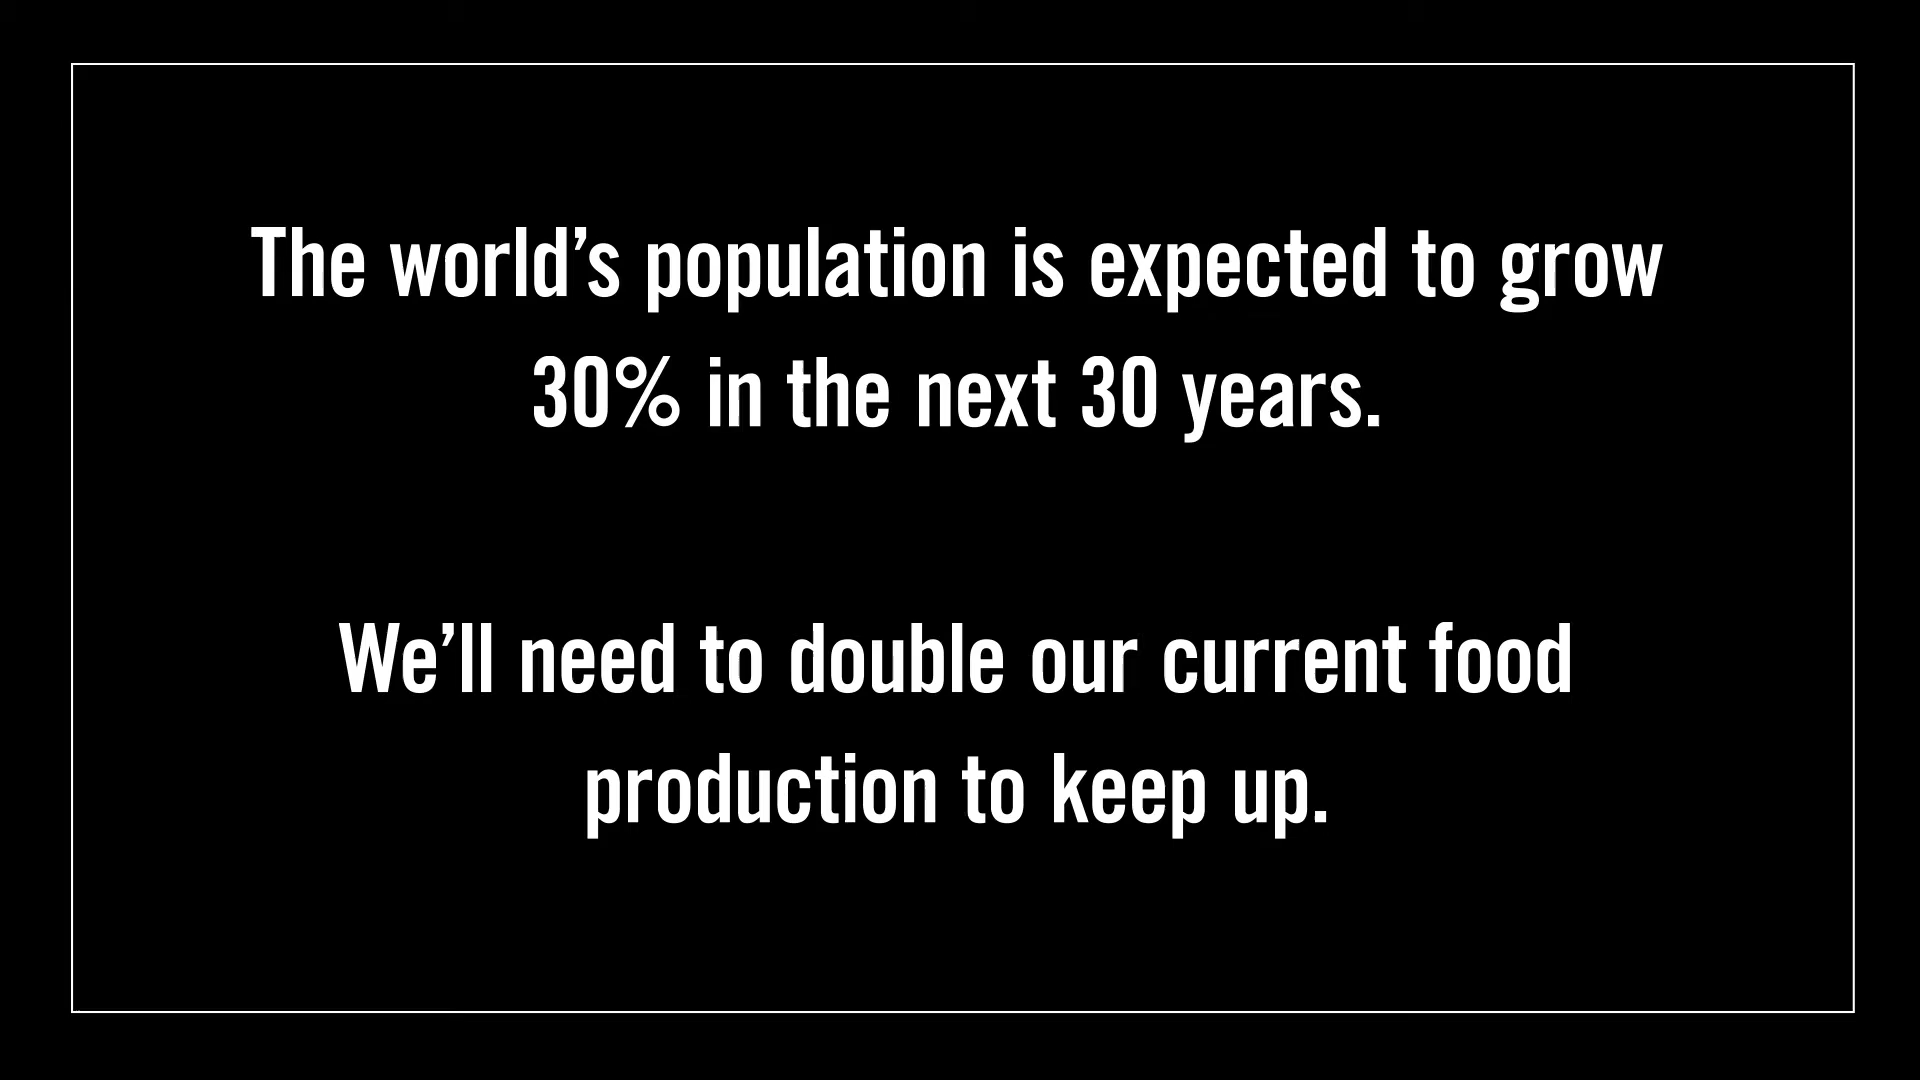 The world’s population is expected to grow
30% in the next 30 years.
We’ll need to double our current food
production to keep up.